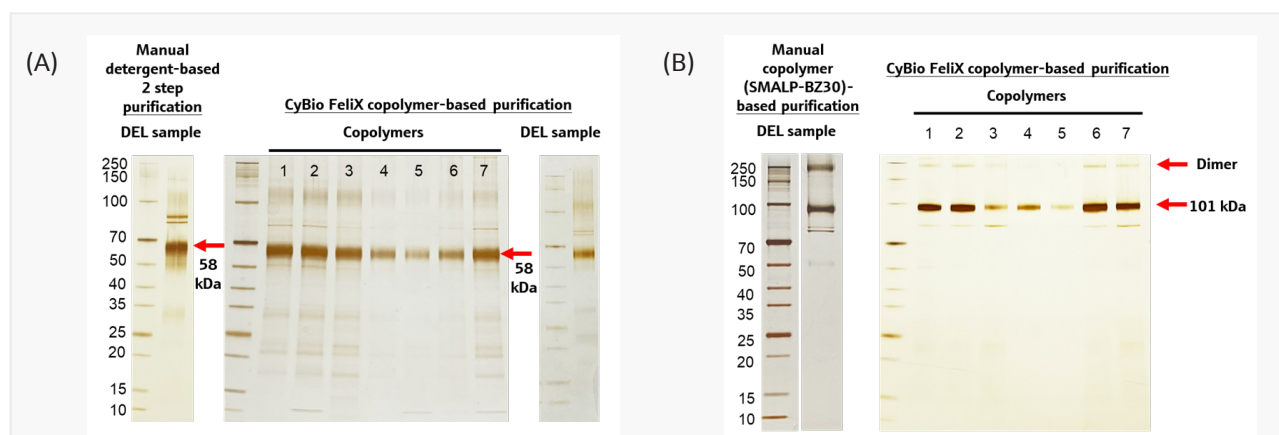 (A)
Manual
detergent-based
2 step
purification
DEL sample
CyBio FeliX copolymer-based purification
Copolymers
DEL sample
1 2 3 4 5 6 7
250
150
100
70
50
40
35
25
20
15
10
58
kDa
58
kDa
(B)
Manual
copolymer
(SMALP-BZ30)-
based purification
DEL sample
CyBio FeliX copolymer-based purification
Copolymers
1 2 3 4 5 6 7
250
150
100
70
50
40
35
25
20
15
10
Dimer
101 kDa